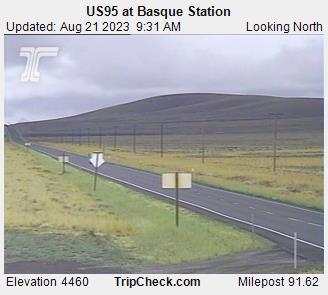 US95 at Basque Station
Updated: Aug 21 2023 9:31 AM Looking North
Elevation 4460 TripCheck.com Milepost 91.62